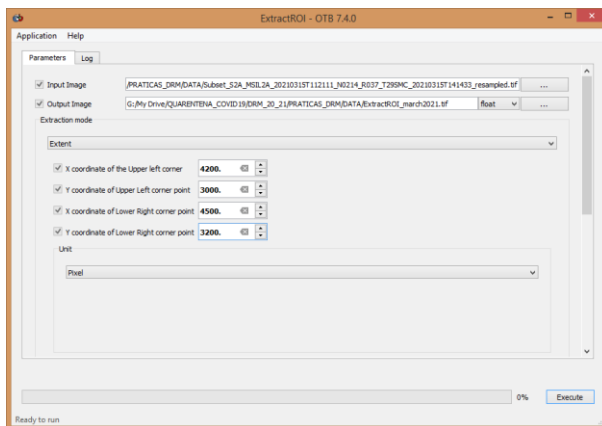 ExtractROI - OTB 7.4.0
Application Help
Parameters Log
Input Image /PRATICAS_DRM/DATA/Subset_S2A_MSIL2A_20210315T112111_N0214_R037_T29SMC_20210315T141433_resampled.tif ...
Output Image G:/My Drive/QUARENTENA_COVID19/DRM_20_21/PRATICAS_DRM/DATA/ExtractROI_march2021.tif float ...
Extraction mode
Extent
X coordinate of the Upper left corner 4200.
Y coordinate of Upper Left corner point 3000.
X coordinate of Lower Right corner point 4500.
Y coordinate of Lower Right corner point 3200.
Unit
Pixel
0% Execute
Ready to run